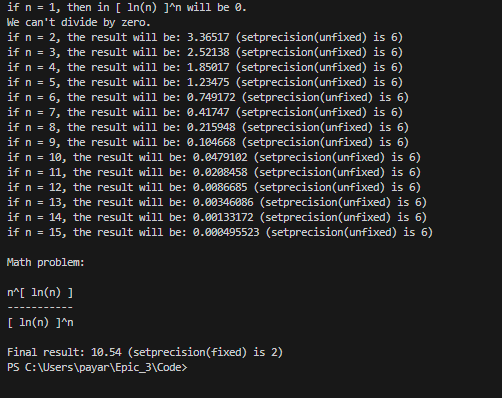 if n = 1, then in [ ln(n) ]^n will be 0.
We can't divide by zero.
if n = 2, the result will be: 3.36517 (setprecision(unfixed) is 6)
if n = 3, the result will be: 2.52138 (setprecision(unfixed) is 6)
if n = 4, the result will be: 1.85017 (setprecision(unfixed) is 6)
if n = 5, the result will be: 1.23475 (setprecision(unfixed) is 6)
if n = 6, the result will be: 0.749172 (setprecision(unfixed) is 6)
if n = 7, the result will be: 0.41747 (setprecision(unfixed) is 6)
if n = 8, the result will be: 0.215948 (setprecision(unfixed) is 6)
if n = 9, the result will be: 0.104668 (setprecision(unfixed) is 6)
if n = 10, the result will be: 0.0479102 (setprecision(unfixed) is 6)
if n = 11, the result will be: 0.0208458 (setprecision(unfixed) is 6)
if n = 12, the result will be: 0.0086685 (setprecision(unfixed) is 6)
if n = 13, the result will be: 0.00346086 (setprecision(unfixed) is 6)
if n = 14, the result will be: 0.00133172 (setprecision(unfixed) is 6)
if n = 15, the result will be: 0.000495523 (setprecision(unfixed) is 6)
Math problem:
n^[ ln(n) ]
-----------
[ ln(n) ]^n
Final result: 10.54 (setprecision(fixed) is 2)
PS C:\Users\payar\Epic_3\Code>